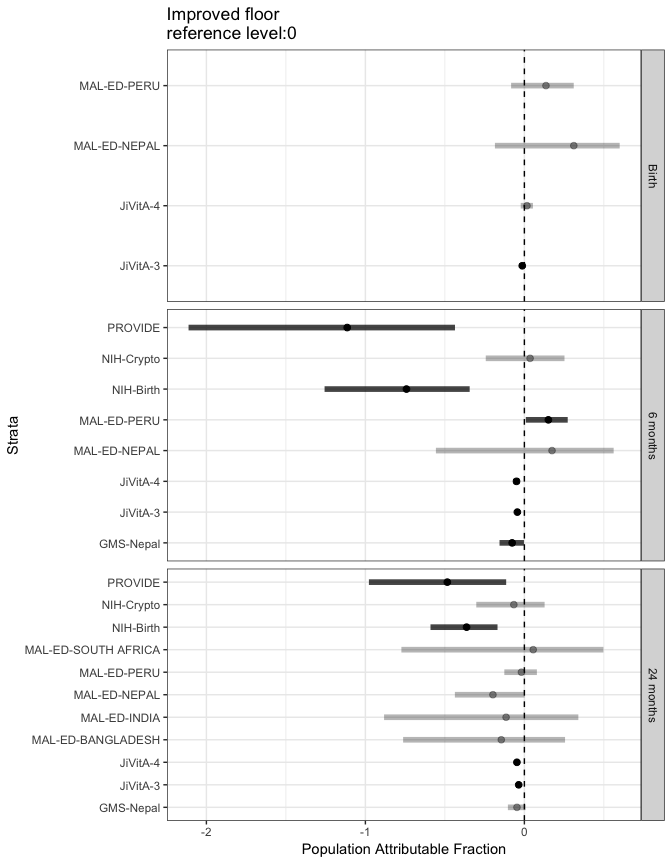 Improved floor
reference level:0
Strata
MAL-ED-PERU
MAL-ED-NEPAL
JiVitA-4
JiVitA-3
Birth
PROVIDE
NIH-Crypto
NIH-Birth
MAL-ED-PERU
MAL-ED-NEPAL
JiVitA-4
JiVitA-3
GMS-Nepal
6 months
PROVIDE
NIH-Crypto
NIH-Birth
MAL-ED-SOUTH AFRICA
MAL-ED-PERU
MAL-ED-NEPAL
MAL-ED-INDIA
MAL-ED-BANGLADESH
JiVitA-4
JiVitA-3
GMS-Nepal
24 months
-2 -1 0
Population Attributable Fraction